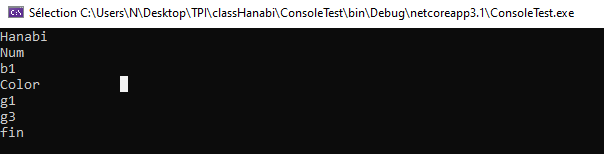 Sélection C:\Users\N\Desktop\TPI\classHanabi\ConsoleTest\bin\Debug\netcoreapp3.1\ConsoleTest.exe
Hanabi
Num
b1
Color
g1
g3
fin